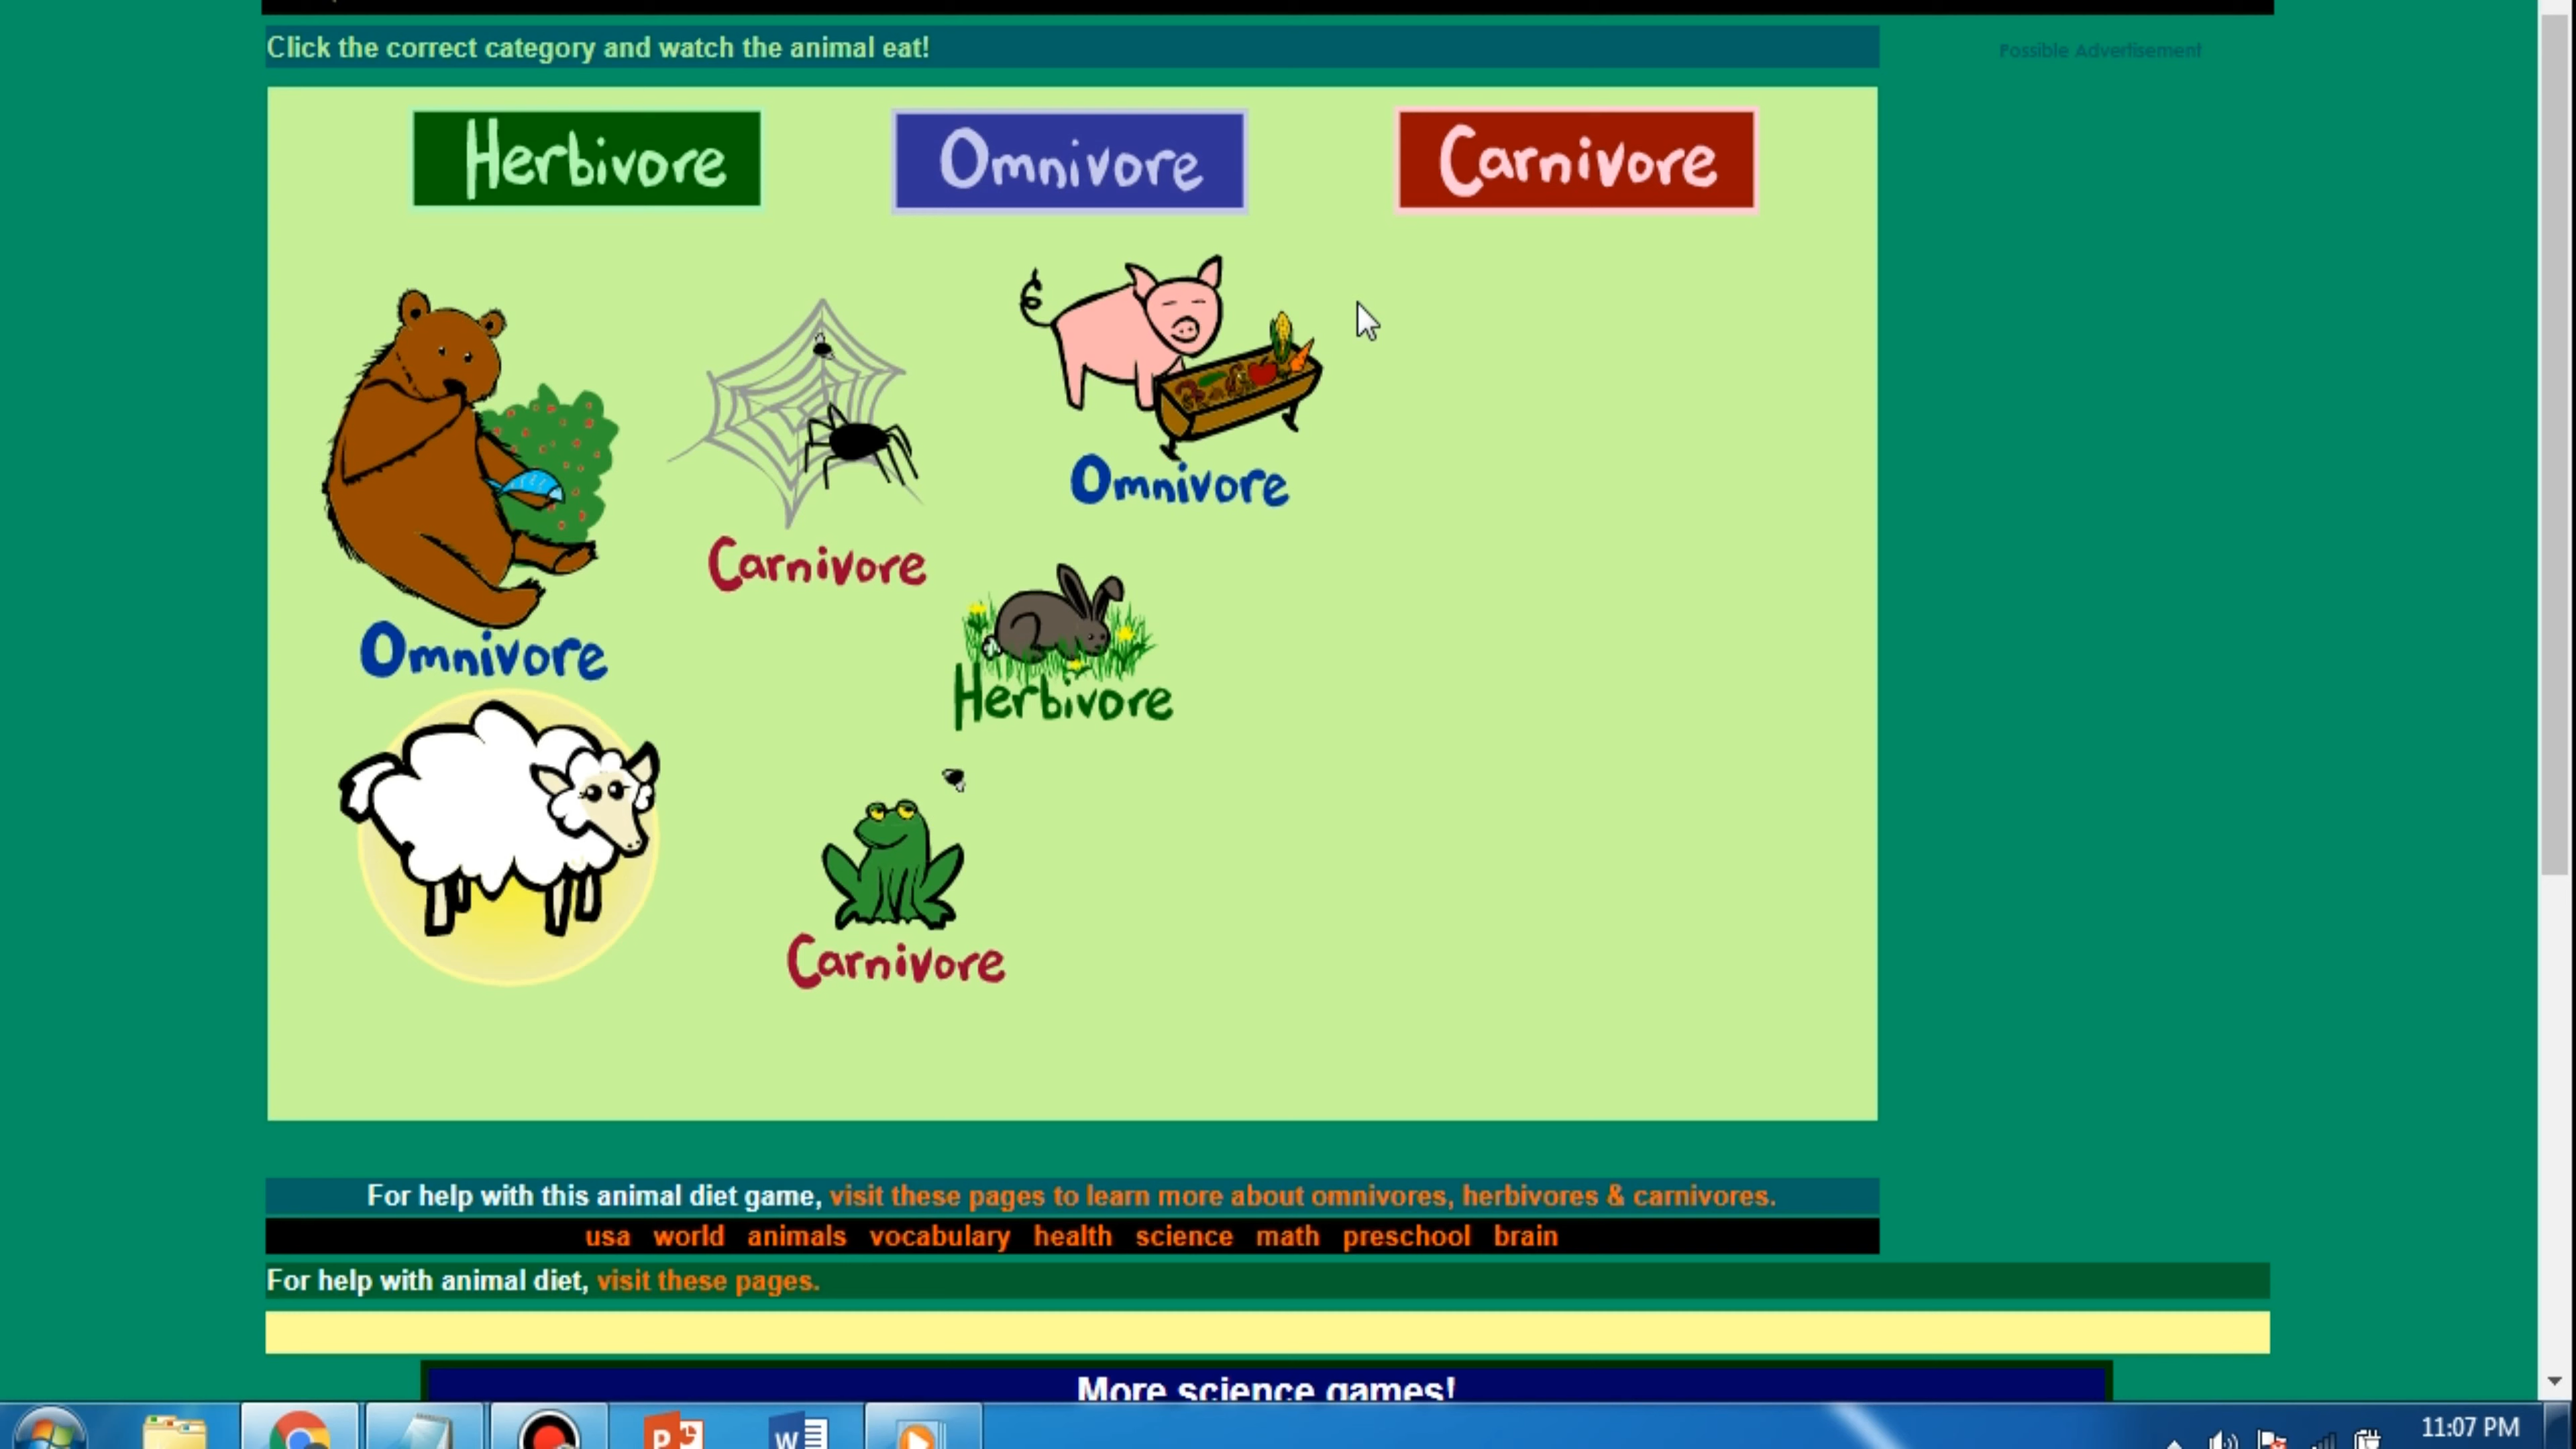 Click the correct category and watch the animal eat!
Possible Advertisement
Herbivore Omnivore Carnivore
Omnivore
Carnivore
Omnivore
Herbivore
Carnivore
For help with this animal diet game, visit these pages to learn more about omnivores, herbivores & carnivores.
usa world animals vocabulary health science math preschool brain
For help with animal diet, visit these pages.
More science games!
11:07 PM